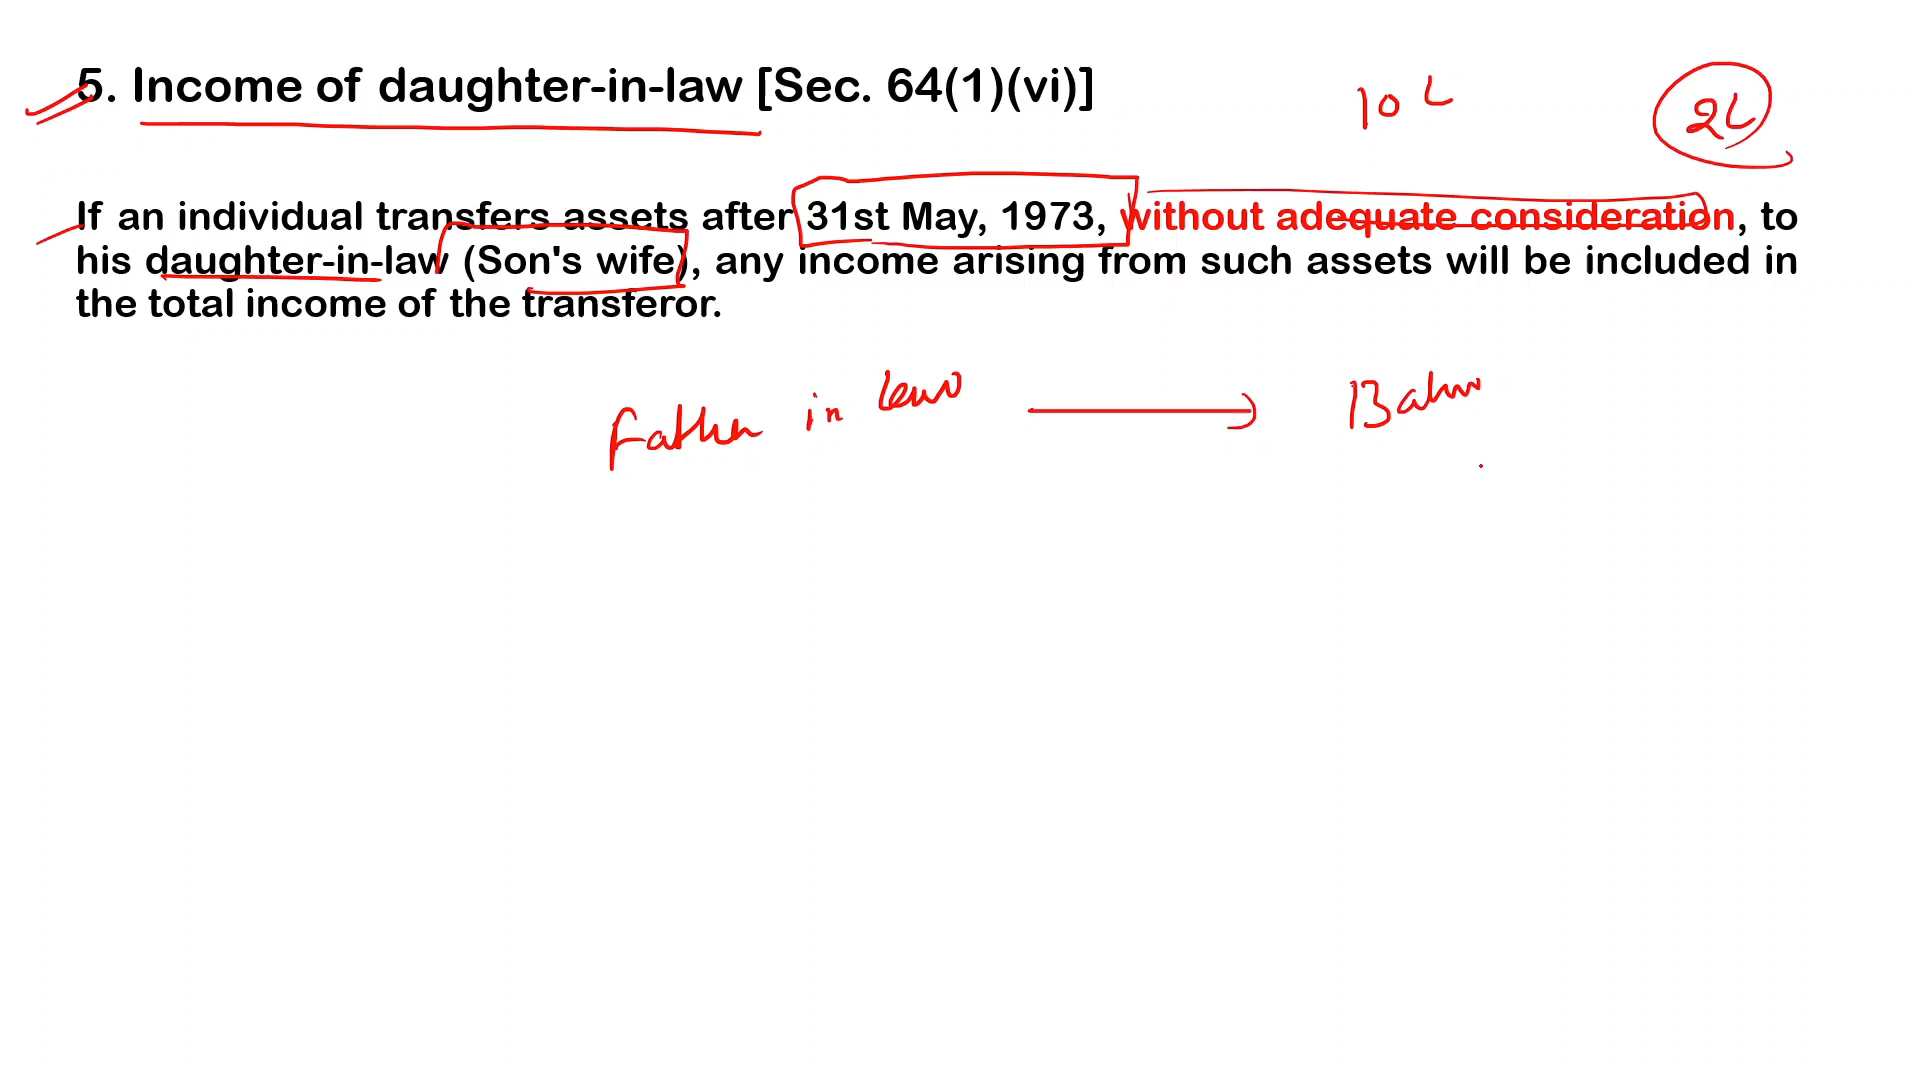 5. Income of daughter-in-law [Sec. 64(1)(vi)]
10 L
2L
If an individual transfers assets after 31st May, 1973, without adequate consideration, to
his daughter-in-law (Son's wife), any income arising from such assets will be included in
the total income of the transferor.
Father in law → Bahu